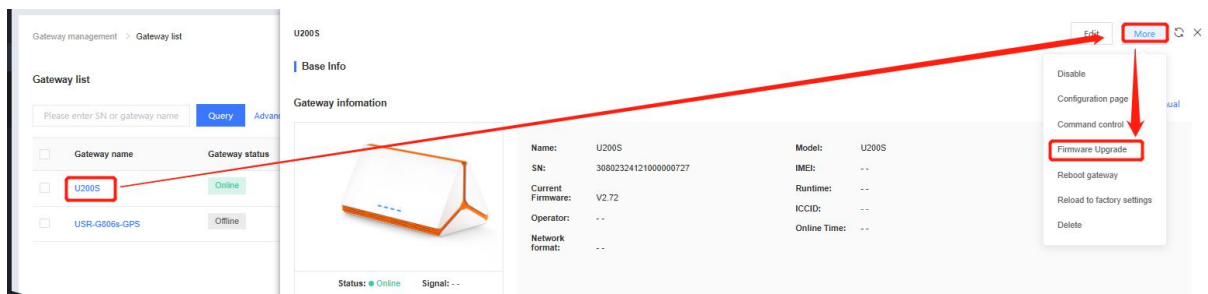 Gateway management > Gateway list
Gateway list
Please enter SN or gateway name Query Advan
Gateway name Gateway status
U200S Online
USR-G806s-GPS Offline
U200S
Edit More
Base Info
Gateway infomation
Status: Online Signal: - -
Name: U200S
SN: 30802324121000000727
Current
Firmware: V2.72
Operator: - -
Network
format: - -
Model: U200S
IMEI: - -
Runtime: - -
ICCID: - -
Online Time: - -
Disable
Configuration page
Command control
Firmware Upgrade
Reboot gateway
Reload to factory settings
Delete